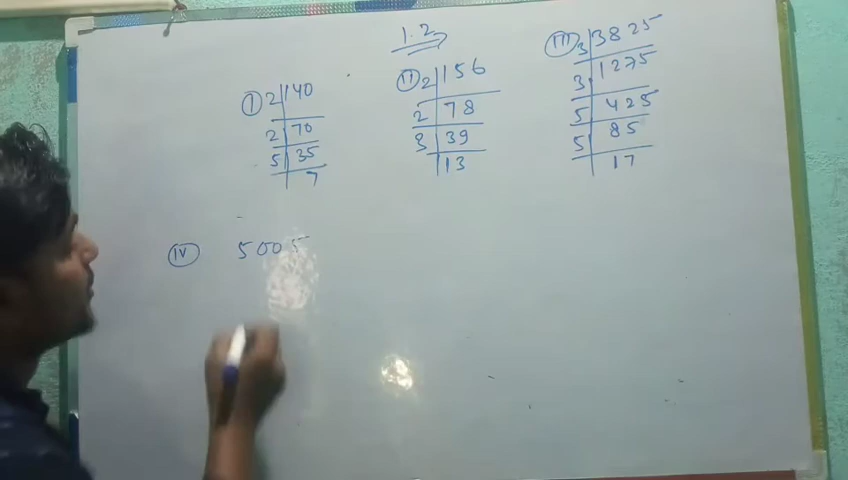 1.2
(I) 2 | 140
2 | 70
5 | 35
7
(II) 2 | 156
2 | 78
3 | 39
13
(III) 3 | 3825
3 | 1275
5 | 425
5 | 85
17
(IV) 5005